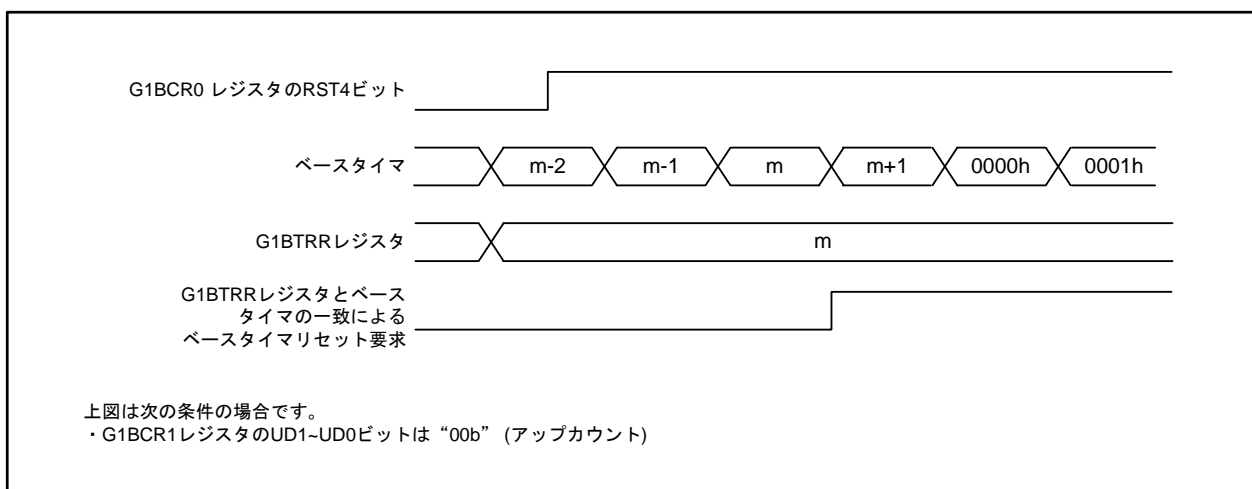 G1BCR0 レジスタのRST4ビット
ベースタイマ
m-2 m-1 m m+1 0000h 0001h
G1BTRRレジスタ
m
G1BTRRレジスタとベース
タイマの一致による
ベースタイマリセット要求
上図は次の条件の場合です。
・G1BCR1レジスタのUD1~UD0ビットは“00b” (アップカウント)